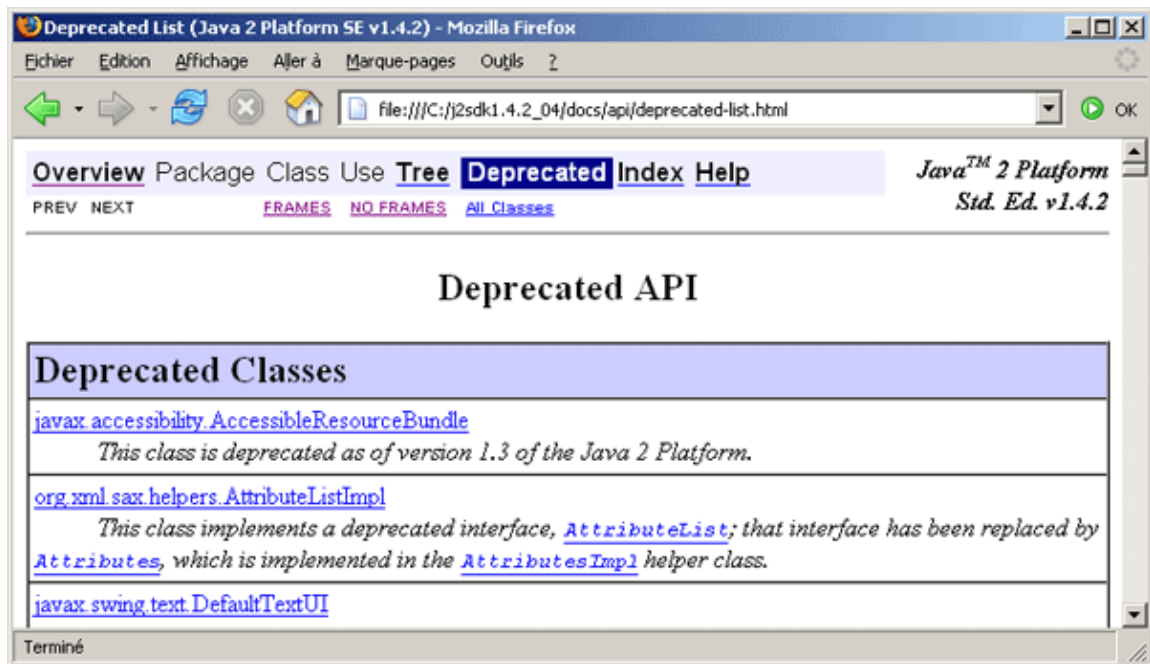 Deprecated List (Java 2 Platform SE v1.4.2) - Mozilla Firefox
Fichier Edition Affichage Aller à Marque-pages Outils ?
file:///C:/j2sdk1.4.2_04/docs/api/deprecated-list.html OK
Overview Package Class Use Tree Deprecated Index Help
Java™ 2 Platform
Std. Ed. v1.4.2
PREV NEXT FRAMES NO FRAMES All Classes
Deprecated API
Deprecated Classes
javax.accessibility.AccessibleResourceBundle
This class is deprecated as of version 1.3 of the Java 2 Platform.
org.xml.sax.helpers.AttributeListImpl
This class implements a deprecated interface, AttributeList; that interface has been replaced by
Attributes, which is implemented in the AttributesImpl helper class.
javax.swing.text.DefaultTextUI
Terminé